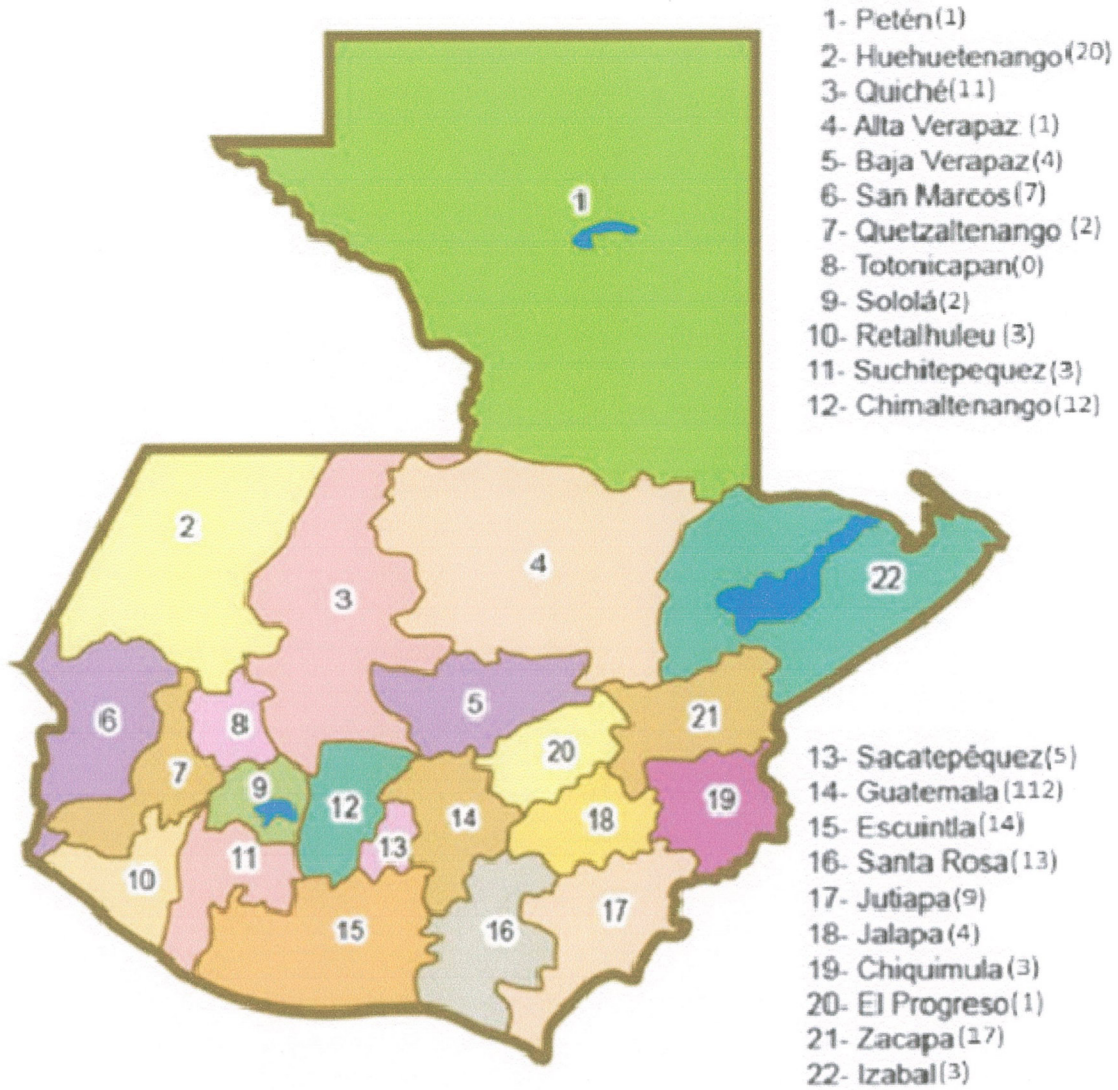 1- Petén(1)
2- Huehuetenango(20)
3- Quiché(11)
4- Alta Verapaz (1)
5- Baja Verapaz(4)
6- San Marcos(7)
7- Quetzaltenango (2)
8- Totonicapan(0)
9- Sololá(2)
10- Retalhuleu (3)
11- Suchitepequez(3)
12- Chimaltenango(12)
1
2
3
4
22
5
6
7
8
9
10
11
12
13
14
15
16
17
18
19
20
21
13- Sacatepéquez(5)
14- Guatemala(112)
15- Escuintla(14)
16- Santa Rosa(13)
17- Jutiapa(9)
18- Jalapa(4)
19- Chiquimula(3)
20- El Progreso(1)
21- Zacapa(17)
22- Izabal(3)